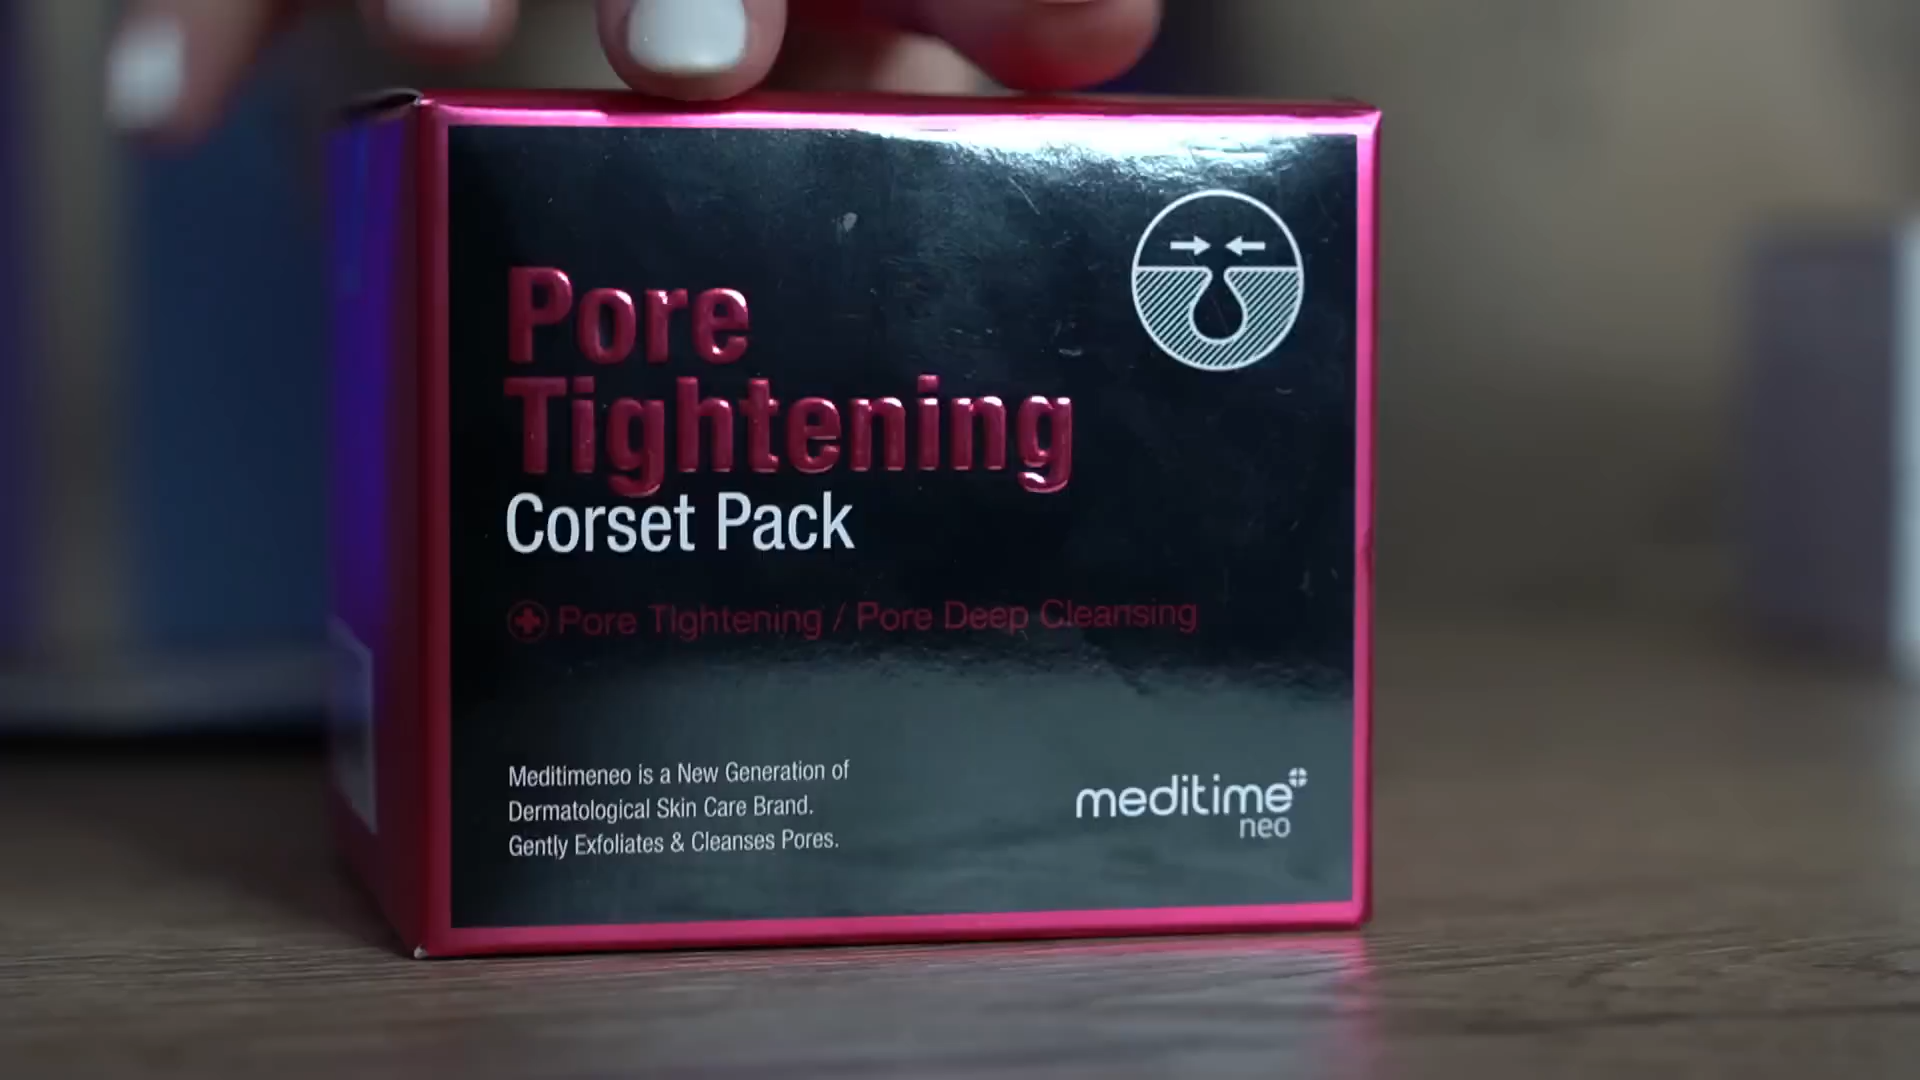 Pore
Tightening
Corset Pack
Pore Tightening / Pore Deep Cleansing
Meditimeneo is a New Generation of
Dermatological Skin Care Brand.
Gently Exfoliates & Cleanses Pores.
meditime
neo